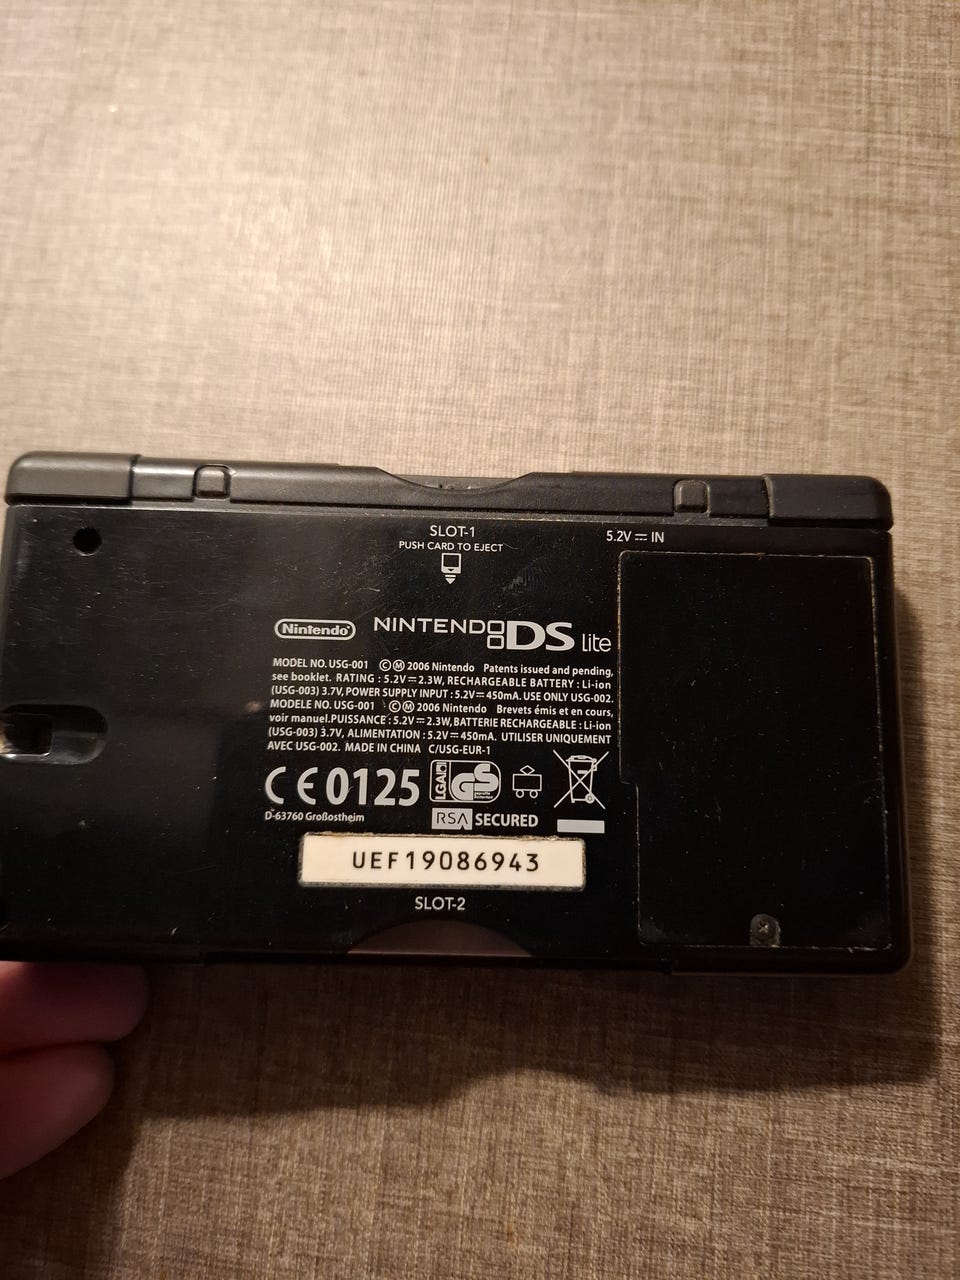 SLOT-1
PUSH CARD TO EJECT
5.2V ⎓ IN
Nintendo®
NINTENDO DS Lite
MODEL NO. USG-001 ©Ⓜ 2006 Nintendo Patents issued and pending,
see booklet. RATING : 5.2V ⎓ 2.3W, RECHARGEABLE BATTERY : Li-ion
(USG-003) 3.7V, POWER SUPPLY INPUT : 5.2V ⎓ 450mA. USE ONLY USG-002.
MODELE NO. USG-001 ©Ⓜ 2006 Nintendo Brevets émis et en cours,
voir manuel.PUISSANCE : 5.2V ⎓ 2.3W, BATTERIE RECHARGEABLE : Li-ion
(USG-003) 3.7V, ALIMENTATION : 5.2V ⎓ 450mA. UTILISER UNIQUEMENT
AVEC USG-002. MADE IN CHINA C/USG-EUR-1
CE 0125 LGAI GS geprüfte Sicherheit
D-63760 Großostheim
RSA SECURED
UEF19086943
SLOT-2